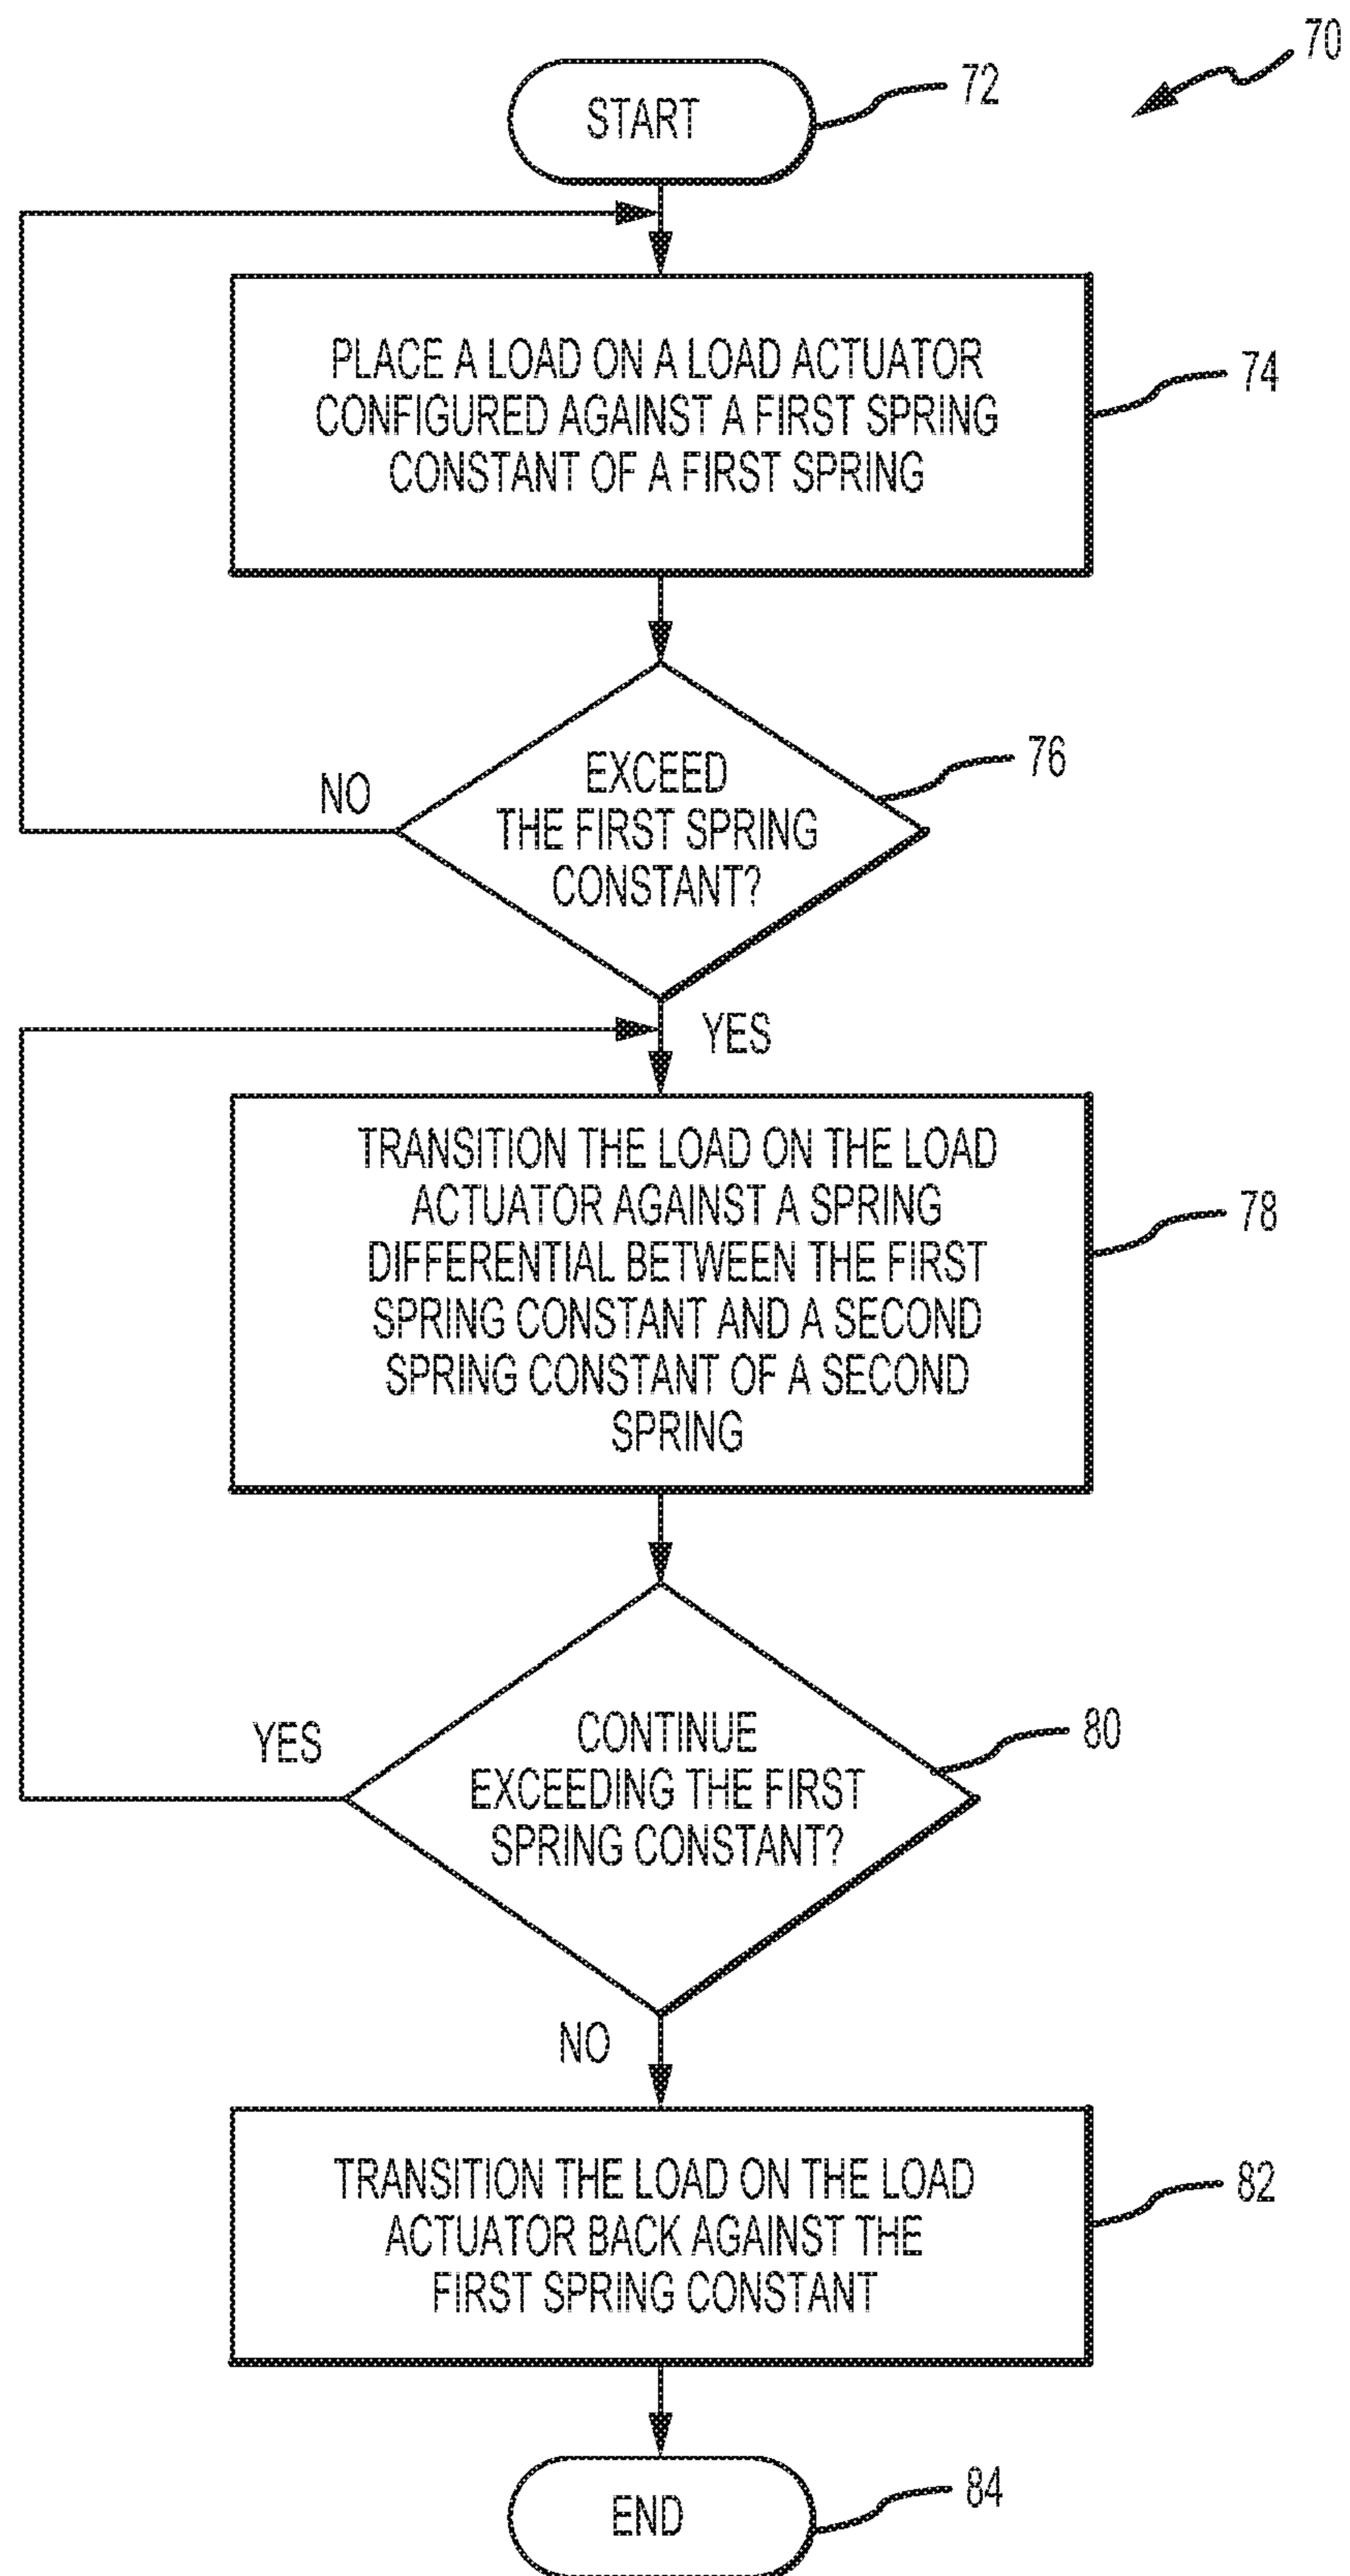 70
START
72
PLACE A LOAD ON A LOAD ACTUATOR
CONFIGURED AGAINST A FIRST SPRING
CONSTANT OF A FIRST SPRING
74
EXCEED
THE FIRST SPRING
CONSTANT?
76
NO
YES
TRANSITION THE LOAD ON THE LOAD
ACTUATOR AGAINST A SPRING
DIFFERENTIAL BETWEEN THE FIRST
SPRING CONSTANT AND A SECOND
SPRING CONSTANT OF A SECOND
SPRING
78
CONTINUE
EXCEEDING THE FIRST
SPRING CONSTANT?
80
YES
NO
TRANSITION THE LOAD ON THE LOAD
ACTUATOR BACK AGAINST THE
FIRST SPRING CONSTANT
82
END
84